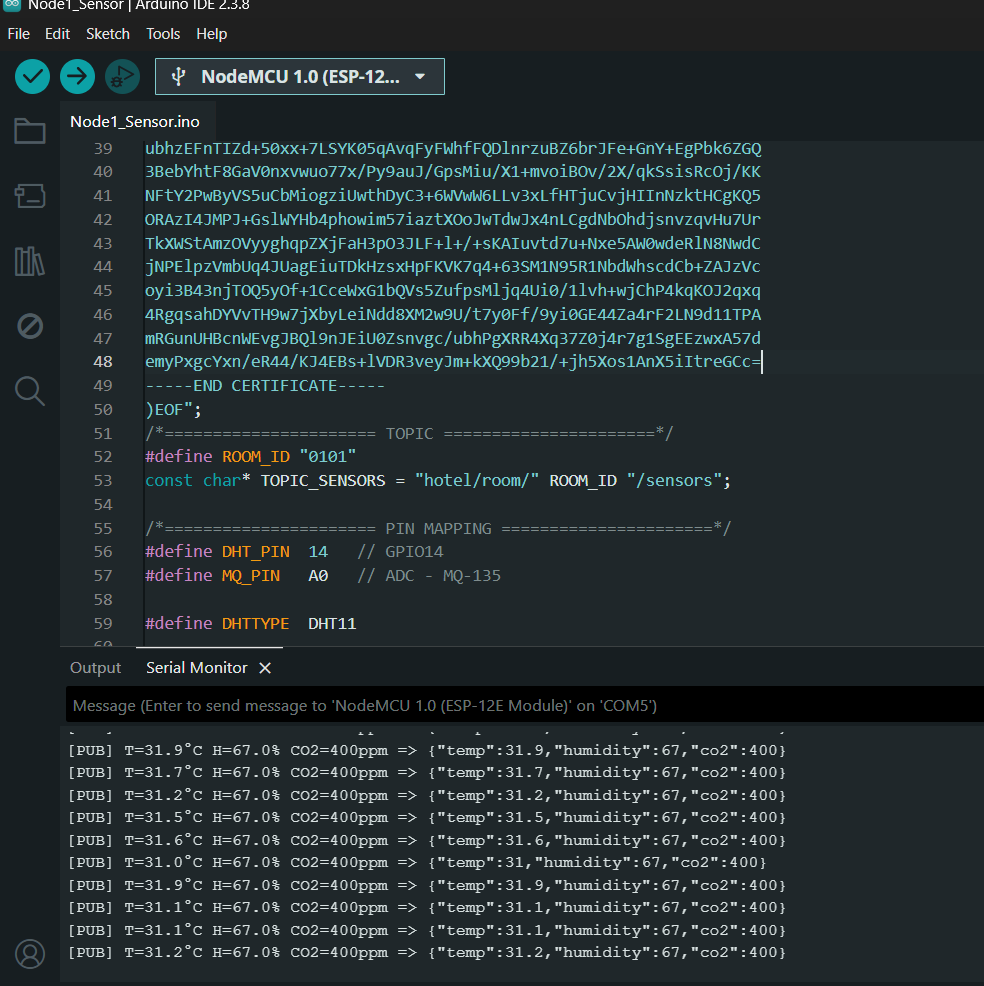 Node1_Sensor | Arduino IDE 2.3.8
File Edit Sketch Tools Help
NodeMCU 1.0 (ESP-12...
Node1_Sensor.ino
39 ubhzEFnTIZd+50xx+7LSYK05qAvqFyFWhfFQDlnrzuBZ6brJFe+GnY+EgPbk6ZGQ
40 3BebYhtF8GaV0nxvwuo77x/Py9auJ/GpsMiu/X1+mvoiBOv/2X/qkSsisRcOj/KK
41 NFtY2PwByVS5uCbMiogziUwthDyC3+6WVwW6LLv3xLfHTjuCvjHIInNzktHCgKQ5
42 ORAzI4JMPJ+GslWYHb4phowim57iaztXOoJwTdwJx4nLCgdNbOhdjsnvzqvHu7Ur
43 TkXWStAmzOVyyghqpZXjFaH3pO3JLF+l+/+sKAIuvtd7u+Nxe5AW0wdeRlN8NwdC
44 jNPElpzVmbUq4JUagEiuTDkHzsxHpFKVK7q4+63SM1N95R1NbdWhscdCb+ZAJzVc
45 oyi3B43njTOQ5yOf+1CceWxG1bQVs5ZufpsMljq4Ui0/1lvh+wjChP4kqKOJ2qxq
46 4RgqsahDYVvTH9w7jXbyLeiNdd8XM2w9U/t7y0Ff/9yi0GE44Za4rF2LN9d11TPA
47 mRGunUHBcnWEvgJBQl9nJEiU0Zsnvgc/ubhPgXRR4Xq37Z0j4r7g1SgEEzwxA57d
48 emyPxgcYxn/eR44/KJ4EBs+lVDR3veyJm+kXQ99b21/+jh5Xos1AnX5iItreGCc=
49 -----END CERTIFICATE-----
50 )EOF";
51 /*====================== TOPIC ======================*/
52 #define ROOM_ID "0101"
53 const char* TOPIC_SENSORS = "hotel/room/" ROOM_ID "/sensors";
54
55 /*====================== PIN MAPPING ======================*/
56 #define DHT_PIN 14 // GPIO14
57 #define MQ_PIN A0 // ADC - MQ-135
58
59 #define DHTTYPE DHT11
Output Serial Monitor
Message (Enter to send message to 'NodeMCU 1.0 (ESP-12E Module)' on 'COM5')
[PUB] T=31.9°C H=67.0% CO2=400ppm => {"temp":31.9,"humidity":67,"co2":400}
[PUB] T=31.7°C H=67.0% CO2=400ppm => {"temp":31.7,"humidity":67,"co2":400}
[PUB] T=31.2°C H=67.0% CO2=400ppm => {"temp":31.2,"humidity":67,"co2":400}
[PUB] T=31.5°C H=67.0% CO2=400ppm => {"temp":31.5,"humidity":67,"co2":400}
[PUB] T=31.6°C H=67.0% CO2=400ppm => {"temp":31.6,"humidity":67,"co2":400}
[PUB] T=31.0°C H=67.0% CO2=400ppm => {"temp":31,"humidity":67,"co2":400}
[PUB] T=31.9°C H=67.0% CO2=400ppm => {"temp":31.9,"humidity":67,"co2":400}
[PUB] T=31.1°C H=67.0% CO2=400ppm => {"temp":31.1,"humidity":67,"co2":400}
[PUB] T=31.1°C H=67.0% CO2=400ppm => {"temp":31.1,"humidity":67,"co2":400}
[PUB] T=31.2°C H=67.0% CO2=400ppm => {"temp":31.2,"humidity":67,"co2":400}